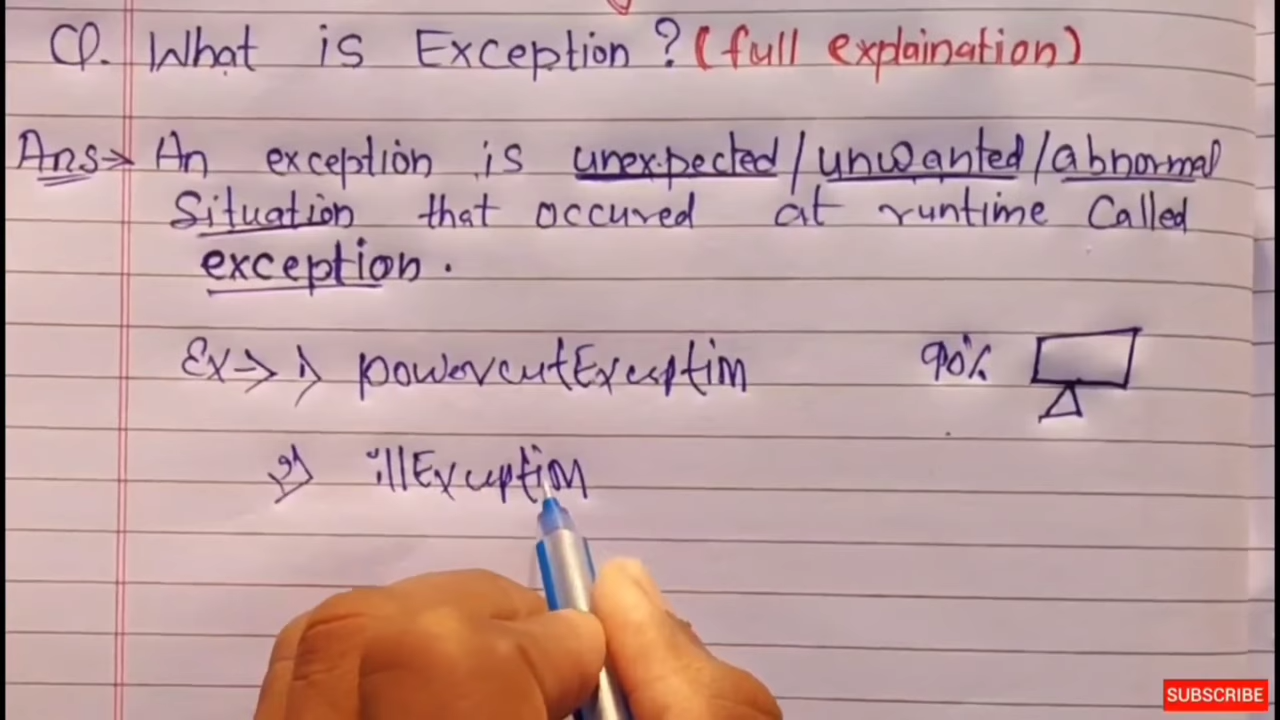 Q. What is Exception ? (full explaination)
Ans→ An exception is unexpected/unwanted/abnormal
Situation that occured at runtime Called
exception.
Ex→ 1) powercutException 90%
2) illException
SUBSCRIBE